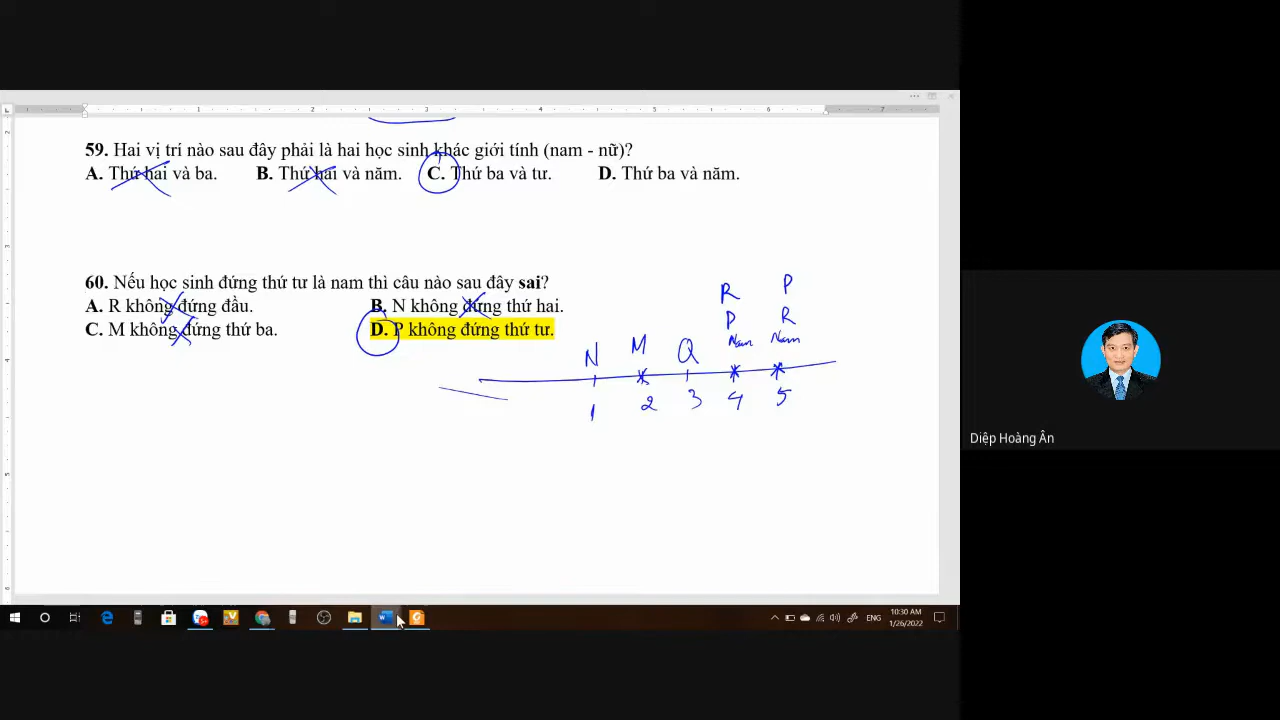 59. Hai vị trí nào sau đây phải là hai học sinh khác giới tính (nam - nữ)?
A. Thứ hai và ba. B. Thứ hai và năm. C. Thứ ba và tư. D. Thứ ba và năm.
60. Nếu học sinh đứng thứ tư là nam thì câu nào sau đây sai?
A. R không đứng đầu. B. N không đứng thứ hai.
C. M không đứng thứ ba. D. P không đứng thứ tư.
R P
P R
Nam Nam
N M Q
1 2 3 4 5
Diệp Hoàng Ân
ENG
10:30 AM
1/26/2022